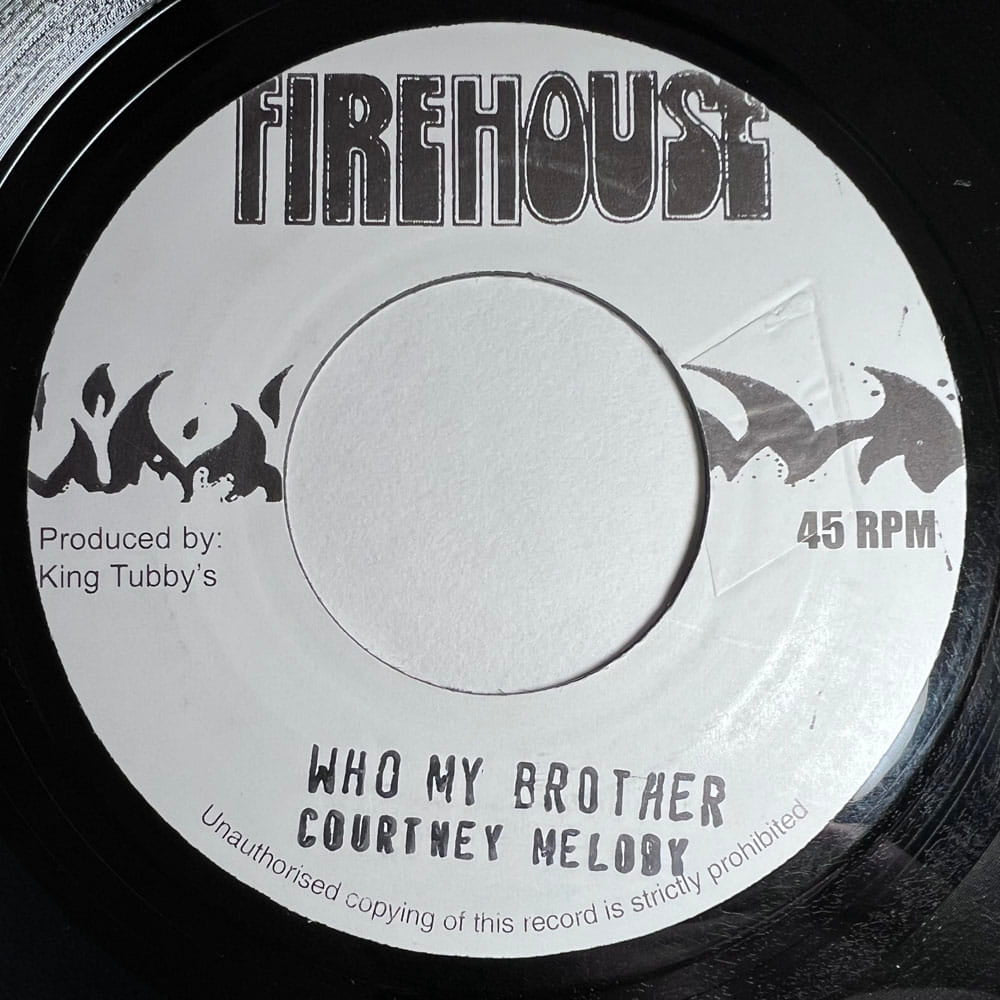 FIREHOUSE
Produced by:
King Tubby's
45 RPM
WHO MY BROTHER
COURTNEY MELODY
Unauthorised copying of this record is strictly prohibited